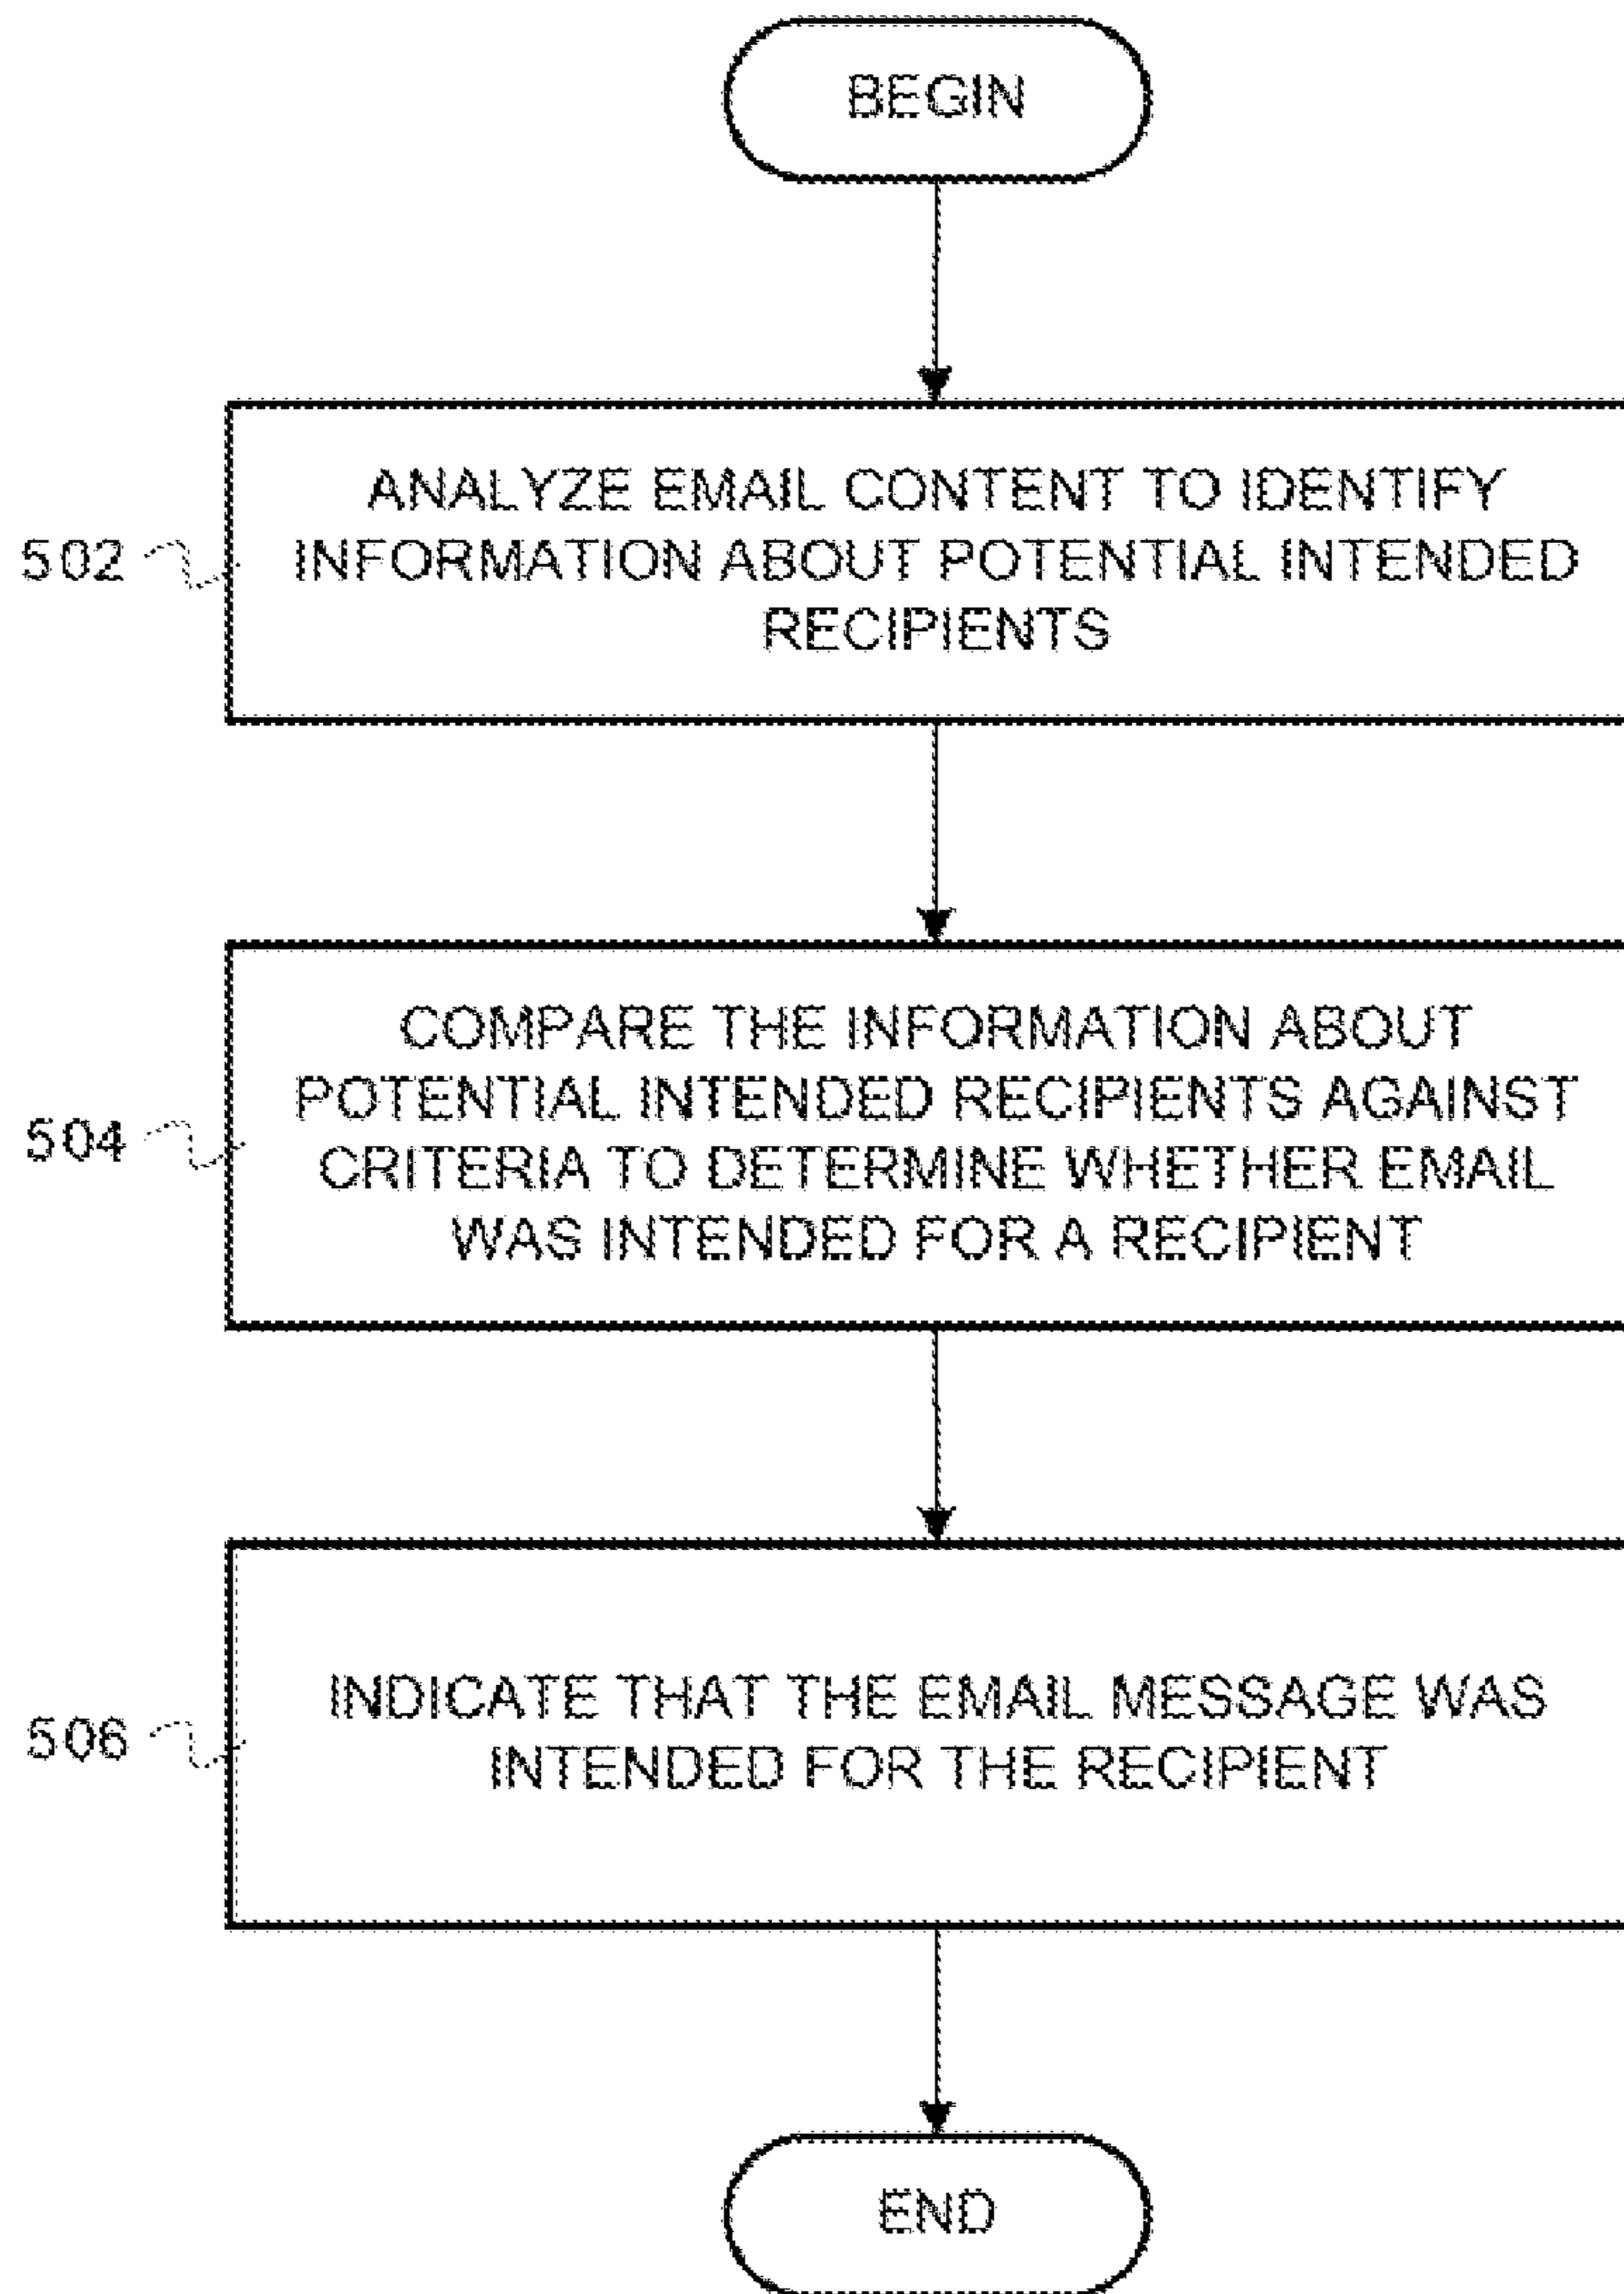 BEGIN
ANALYZE EMAIL CONTENT TO IDENTIFY
502 INFORMATION ABOUT POTENTIAL INTENDED
RECIPIENTS
COMPARE THE INFORMATION ABOUT
POTENTIAL INTENDED RECIPIENTS AGAINST
504
CRITERIA TO DETERMINE WHETHER EMAIL
WAS INTENDED FOR A RECIPIENT
INDICATE THAT THE EMAIL MESSAGE WAS
506
INTENDED FOR THE RECIPIENT
END